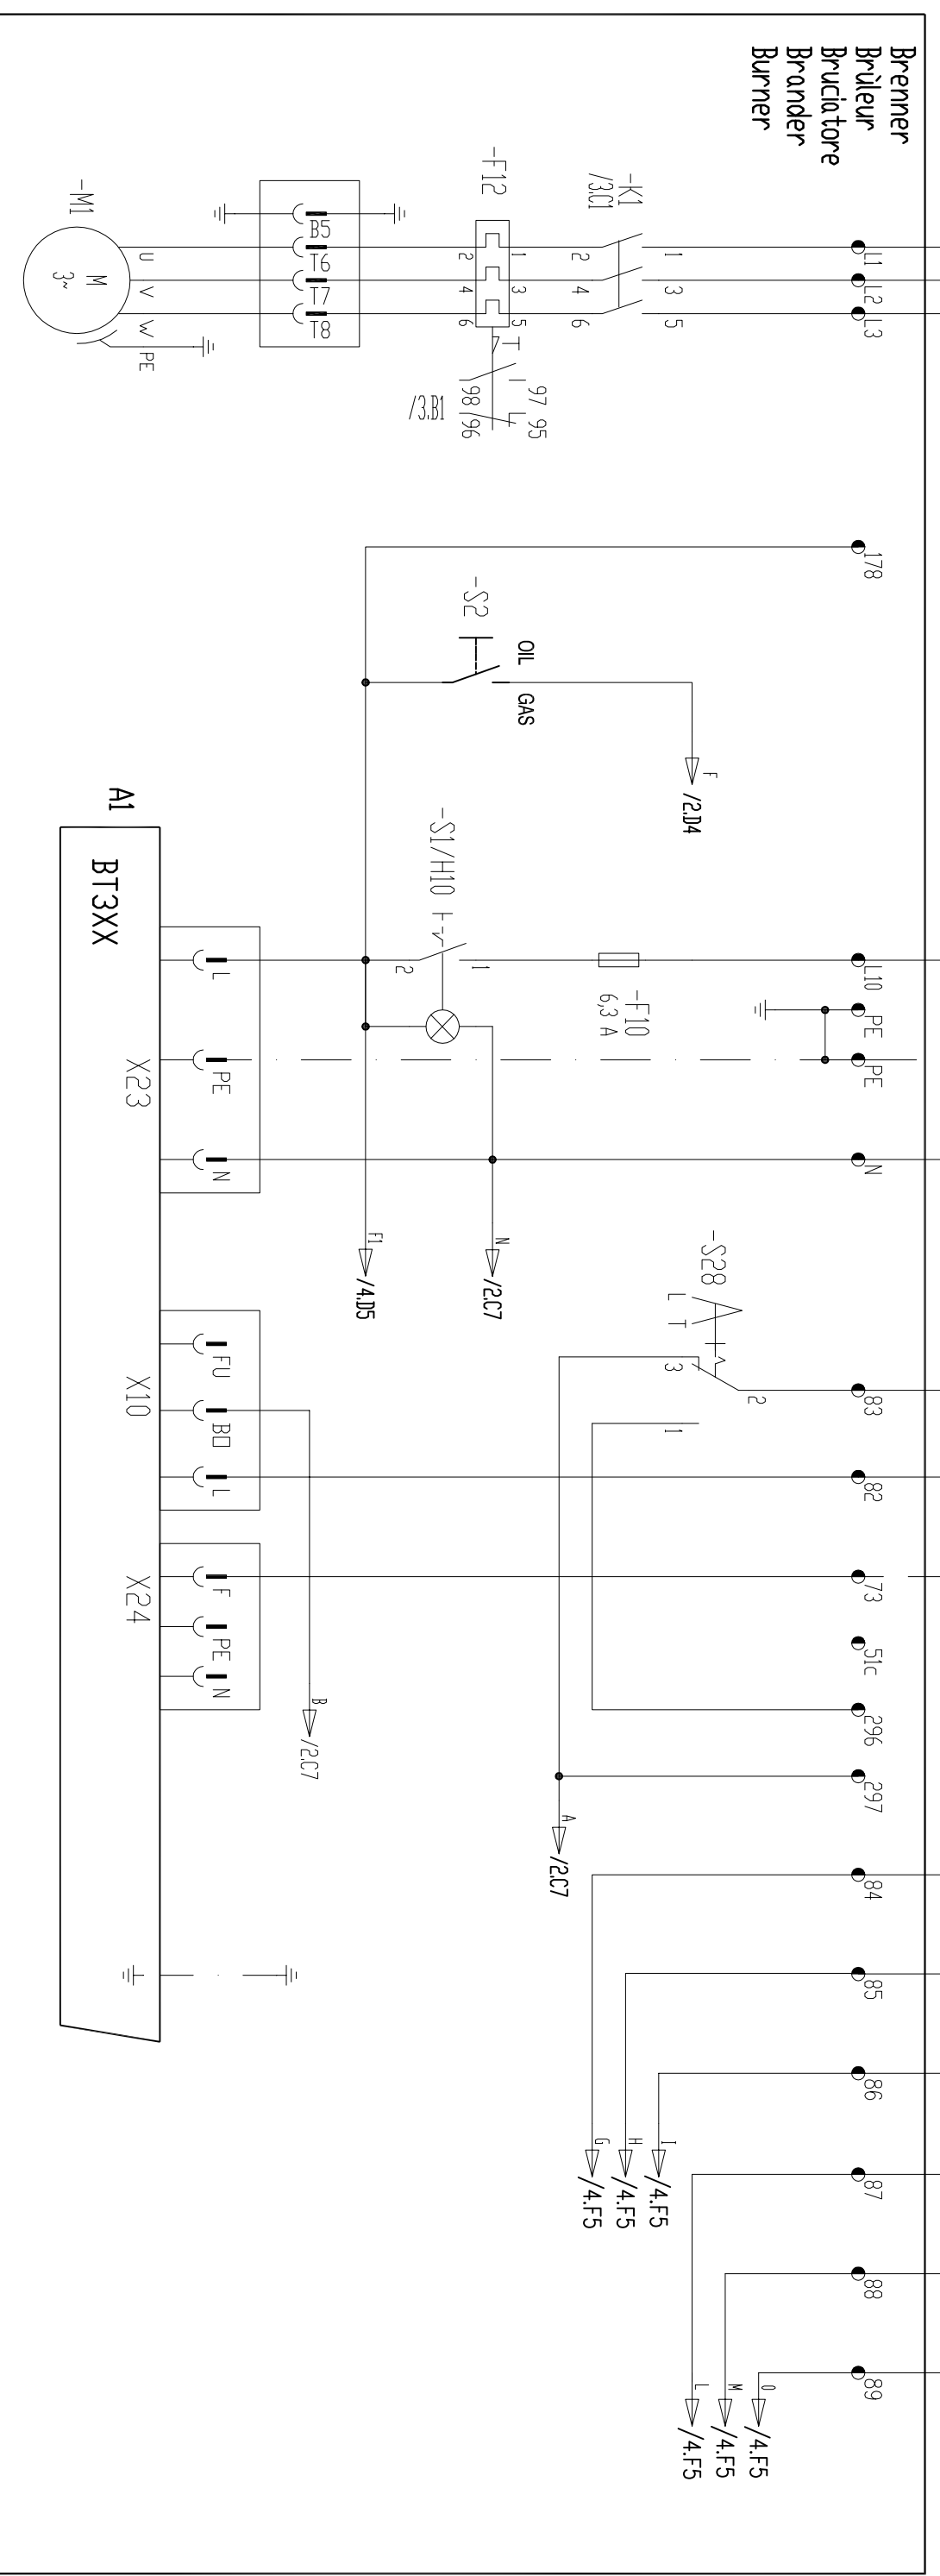 Brenner
Brûleur
Bruciatore
Brander
Burner
L1
L2
L3
178
L10
PE
PE
N
83
82
73
51c
296
297
84
85
86
87
88
89
-K1
/3.C1
1
3
5
2
4
6
-F12
1
3
5
2
4
6
97
95
98
96
/3.B1
B5
T6
T7
T8
-M1
M
3~
U
V
W
PE
-S2
OIL
GAS
F
/2.D4
-F10
6,3 A
-S1/H10
1
2
N
/2.C7
F1
/4.D5
-S28
L
T
3
2
1
A
/2.C7
B
/2.C7
G
/4.F5
H
/4.F5
I
/4.F5
L
/4.F5
M
/4.F5
O
/4.F5
L
PE
N
X23
FU
BO
L
X10
F
PE
N
X24
A1
BT3XX